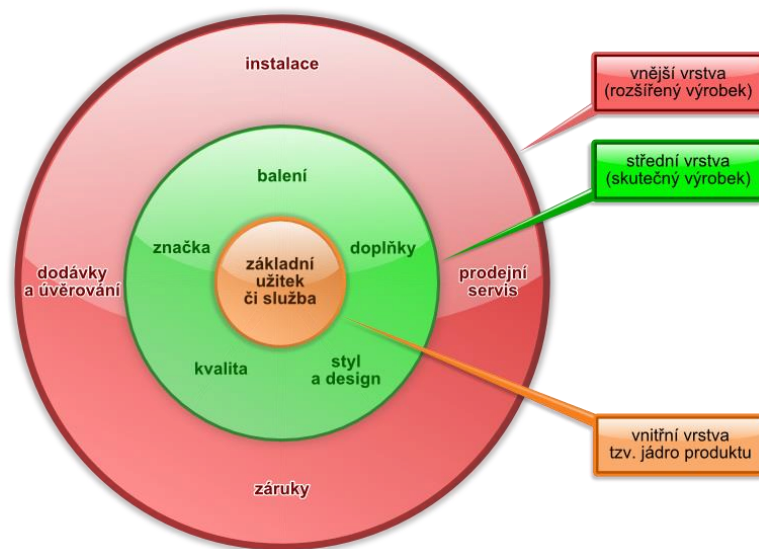 instalace
vnější vrstva
(rozšířený výrobek)
balení
střední vrstva
(skutečný výrobek)
značka
doplňky
základní
užitek
či služba
dodávky
a úvěrování
prodejní
servis
kvalita
styl
a design
vnitřní vrstva
tzv. jádro produktu
záruky